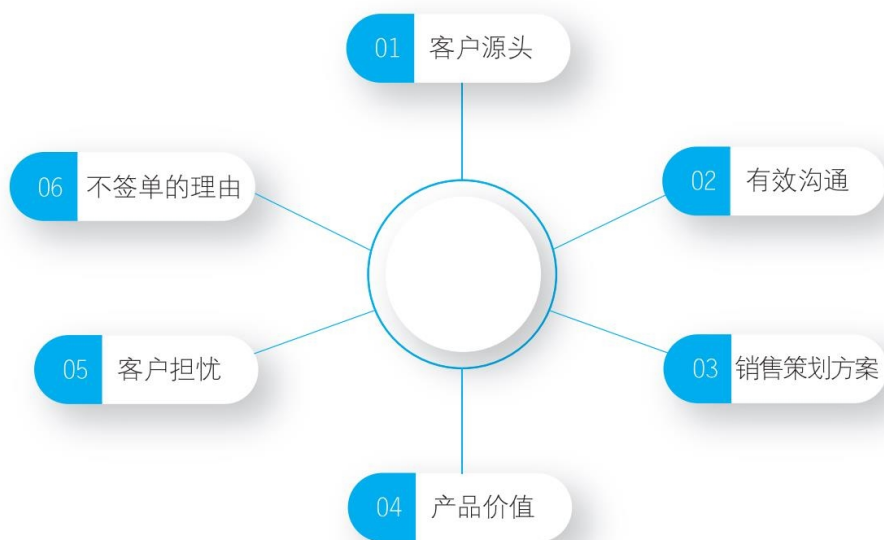 01 客户源头
02 有效沟通
03 销售策划方案
04 产品价值
05 客户担忧
06 不签单的理由